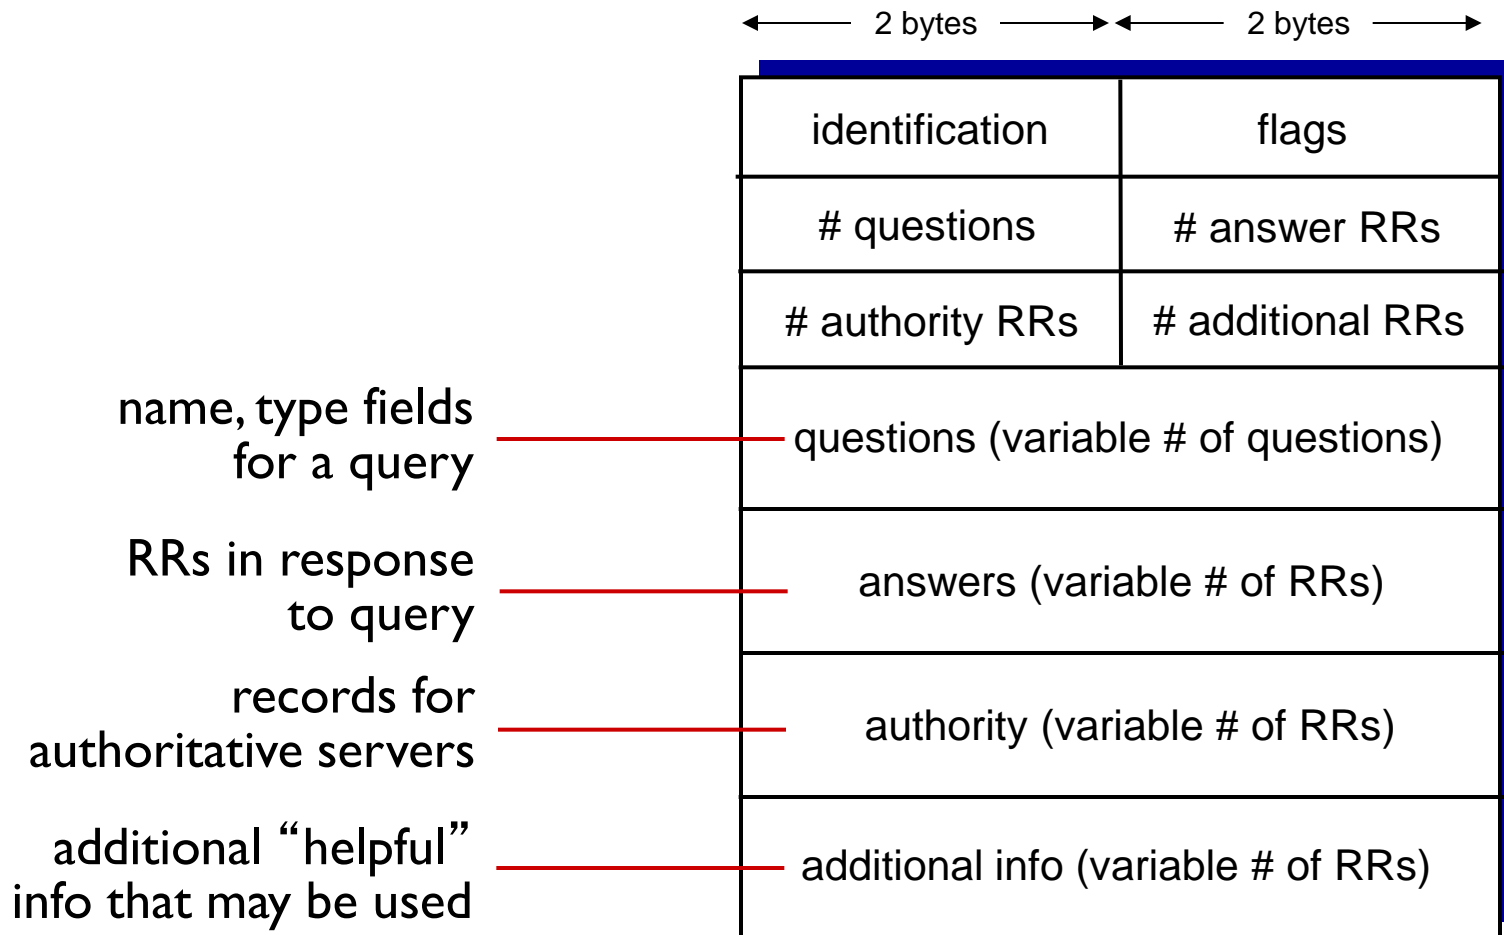 2 bytes 2 bytes
identification flags
# questions # answer RRs
# authority RRs # additional RRs
name, type fields
for a query
questions (variable # of questions)
RRs in response
to query
answers (variable # of RRs)
records for
authoritative servers
authority (variable # of RRs)
additional “helpful”
info that may be used
additional info (variable # of RRs)